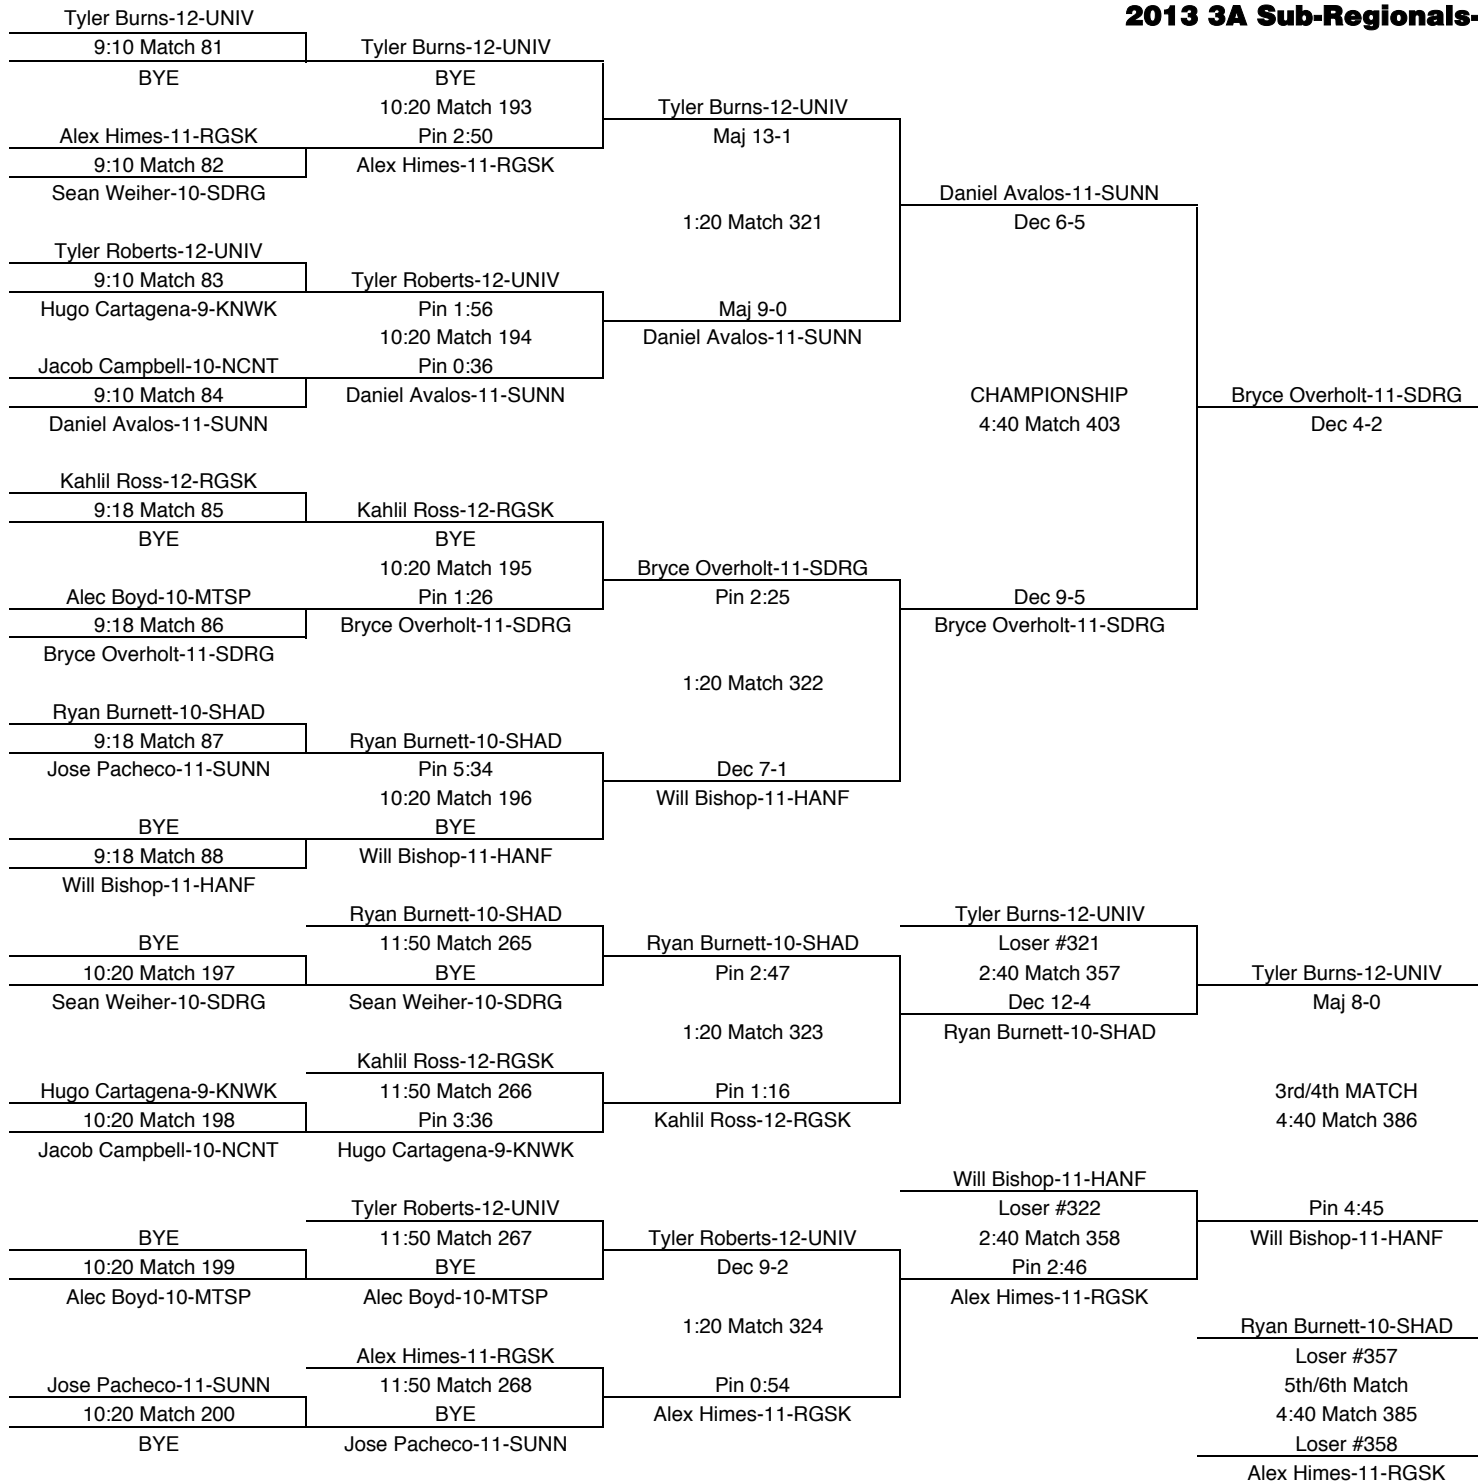 2013 3A Sub-Regionals-
Tyler Burns-12-UNIV
9:10 Match 81
BYE
Alex Himes-11-RGSK
9:10 Match 82
Sean Weiher-10-SDRG
Tyler Roberts-12-UNIV
9:10 Match 83
Hugo Cartagena-9-KNWK
Jacob Campbell-10-NCNT
9:10 Match 84
Daniel Avalos-11-SUNN
Kahlil Ross-12-RGSK
9:18 Match 85
BYE
Alec Boyd-10-MTSP
9:18 Match 86
Bryce Overholt-11-SDRG
Ryan Burnett-10-SHAD
9:18 Match 87
Jose Pacheco-11-SUNN
BYE
9:18 Match 88
Will Bishop-11-HANF
Tyler Burns-12-UNIV
BYE
10:20 Match 193
Pin 2:50
Alex Himes-11-RGSK
Tyler Roberts-12-UNIV
Pin 1:56
10:20 Match 194
Pin 0:36
Daniel Avalos-11-SUNN
Kahlil Ross-12-RGSK
BYE
10:20 Match 195
Pin 1:26
Bryce Overholt-11-SDRG
Ryan Burnett-10-SHAD
Pin 5:34
10:20 Match 196
BYE
Will Bishop-11-HANF
Tyler Burns-12-UNIV
Maj 13-1
1:20 Match 321
Maj 9-0
Daniel Avalos-11-SUNN
Bryce Overholt-11-SDRG
Pin 2:25
1:20 Match 322
Dec 7-1
Will Bishop-11-HANF
Daniel Avalos-11-SUNN
Dec 6-5
CHAMPIONSHIP
4:40 Match 403
Dec 9-5
Bryce Overholt-11-SDRG
Bryce Overholt-11-SDRG
Dec 4-2
BYE
10:20 Match 197
Sean Weiher-10-SDRG
Hugo Cartagena-9-KNWK
10:20 Match 198
Jacob Campbell-10-NCNT
BYE
10:20 Match 199
Alec Boyd-10-MTSP
Jose Pacheco-11-SUNN
10:20 Match 200
BYE
Ryan Burnett-10-SHAD
11:50 Match 265
BYE
Sean Weiher-10-SDRG
Kahlil Ross-12-RGSK
11:50 Match 266
Pin 3:36
Hugo Cartagena-9-KNWK
Tyler Roberts-12-UNIV
11:50 Match 267
BYE
Alec Boyd-10-MTSP
Alex Himes-11-RGSK
11:50 Match 268
BYE
Jose Pacheco-11-SUNN
Ryan Burnett-10-SHAD
Pin 2:47
1:20 Match 323
Pin 1:16
Kahlil Ross-12-RGSK
Tyler Roberts-12-UNIV
Dec 9-2
1:20 Match 324
Pin 0:54
Alex Himes-11-RGSK
Tyler Burns-12-UNIV
Loser #321
2:40 Match 357
Dec 12-4
Ryan Burnett-10-SHAD
Will Bishop-11-HANF
Loser #322
2:40 Match 358
Pin 2:46
Alex Himes-11-RGSK
Tyler Burns-12-UNIV
Maj 8-0
3rd/4th MATCH
4:40 Match 386
Pin 4:45
Will Bishop-11-HANF
Ryan Burnett-10-SHAD
Loser #357
5th/6th Match
4:40 Match 385
Loser #358
Alex Himes-11-RGSK